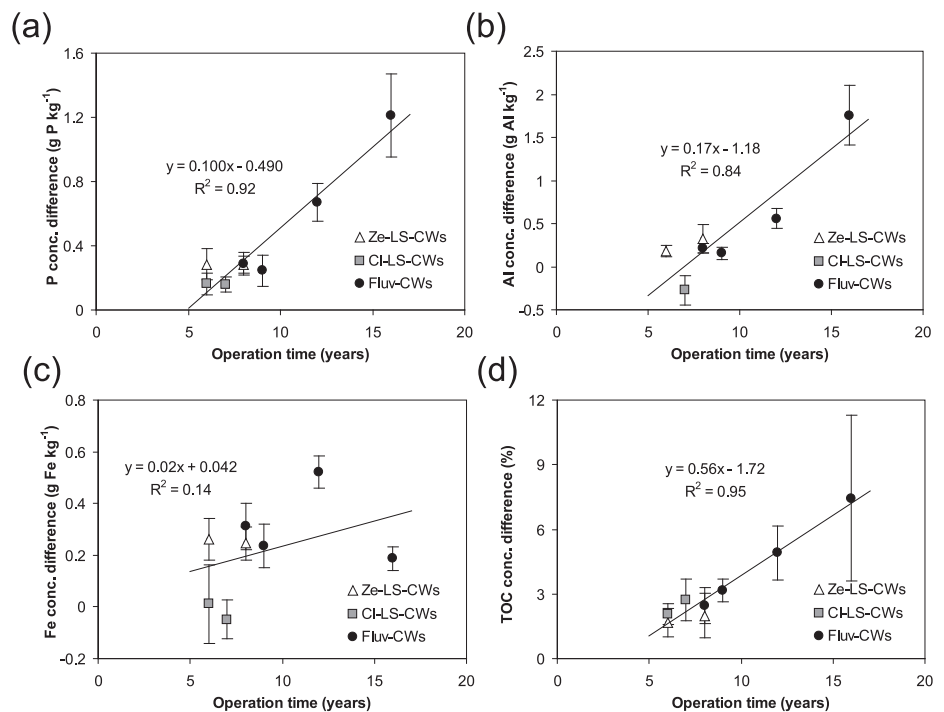 (a)
P conc. difference (g P kg⁻¹)
1.6
1.2
0.8
0.4
0
y = 0.100x - 0.490
R² = 0.92
Ze-LS-CWs
Cl-LS-CWs
Fluv-CWs
0 5 10 15 20
Operation time (years)
(b)
Al conc. difference (g Al kg⁻¹)
2.5
2
1.5
1
0.5
0
-0.5
y = 0.17x - 1.18
R² = 0.84
Ze-LS-CWs
Cl-LS-CWs
Fluv-CWs
0 5 10 15 20
Operation time (years)
(c)
Fe conc. difference (g Fe kg⁻¹)
0.8
0.6
0.4
0.2
0
-0.2
y = 0.02x + 0.042
R² = 0.14
Ze-LS-CWs
Cl-LS-CWs
Fluv-CWs
0 5 10 15 20
Operation time (years)
(d)
TOC conc. difference (%)
12
9
6
3
0
y = 0.56x - 1.72
R² = 0.95
Ze-LS-CWs
Cl-LS-CWs
Fluv-CWs
0 5 10 15 20
Operation time (years)